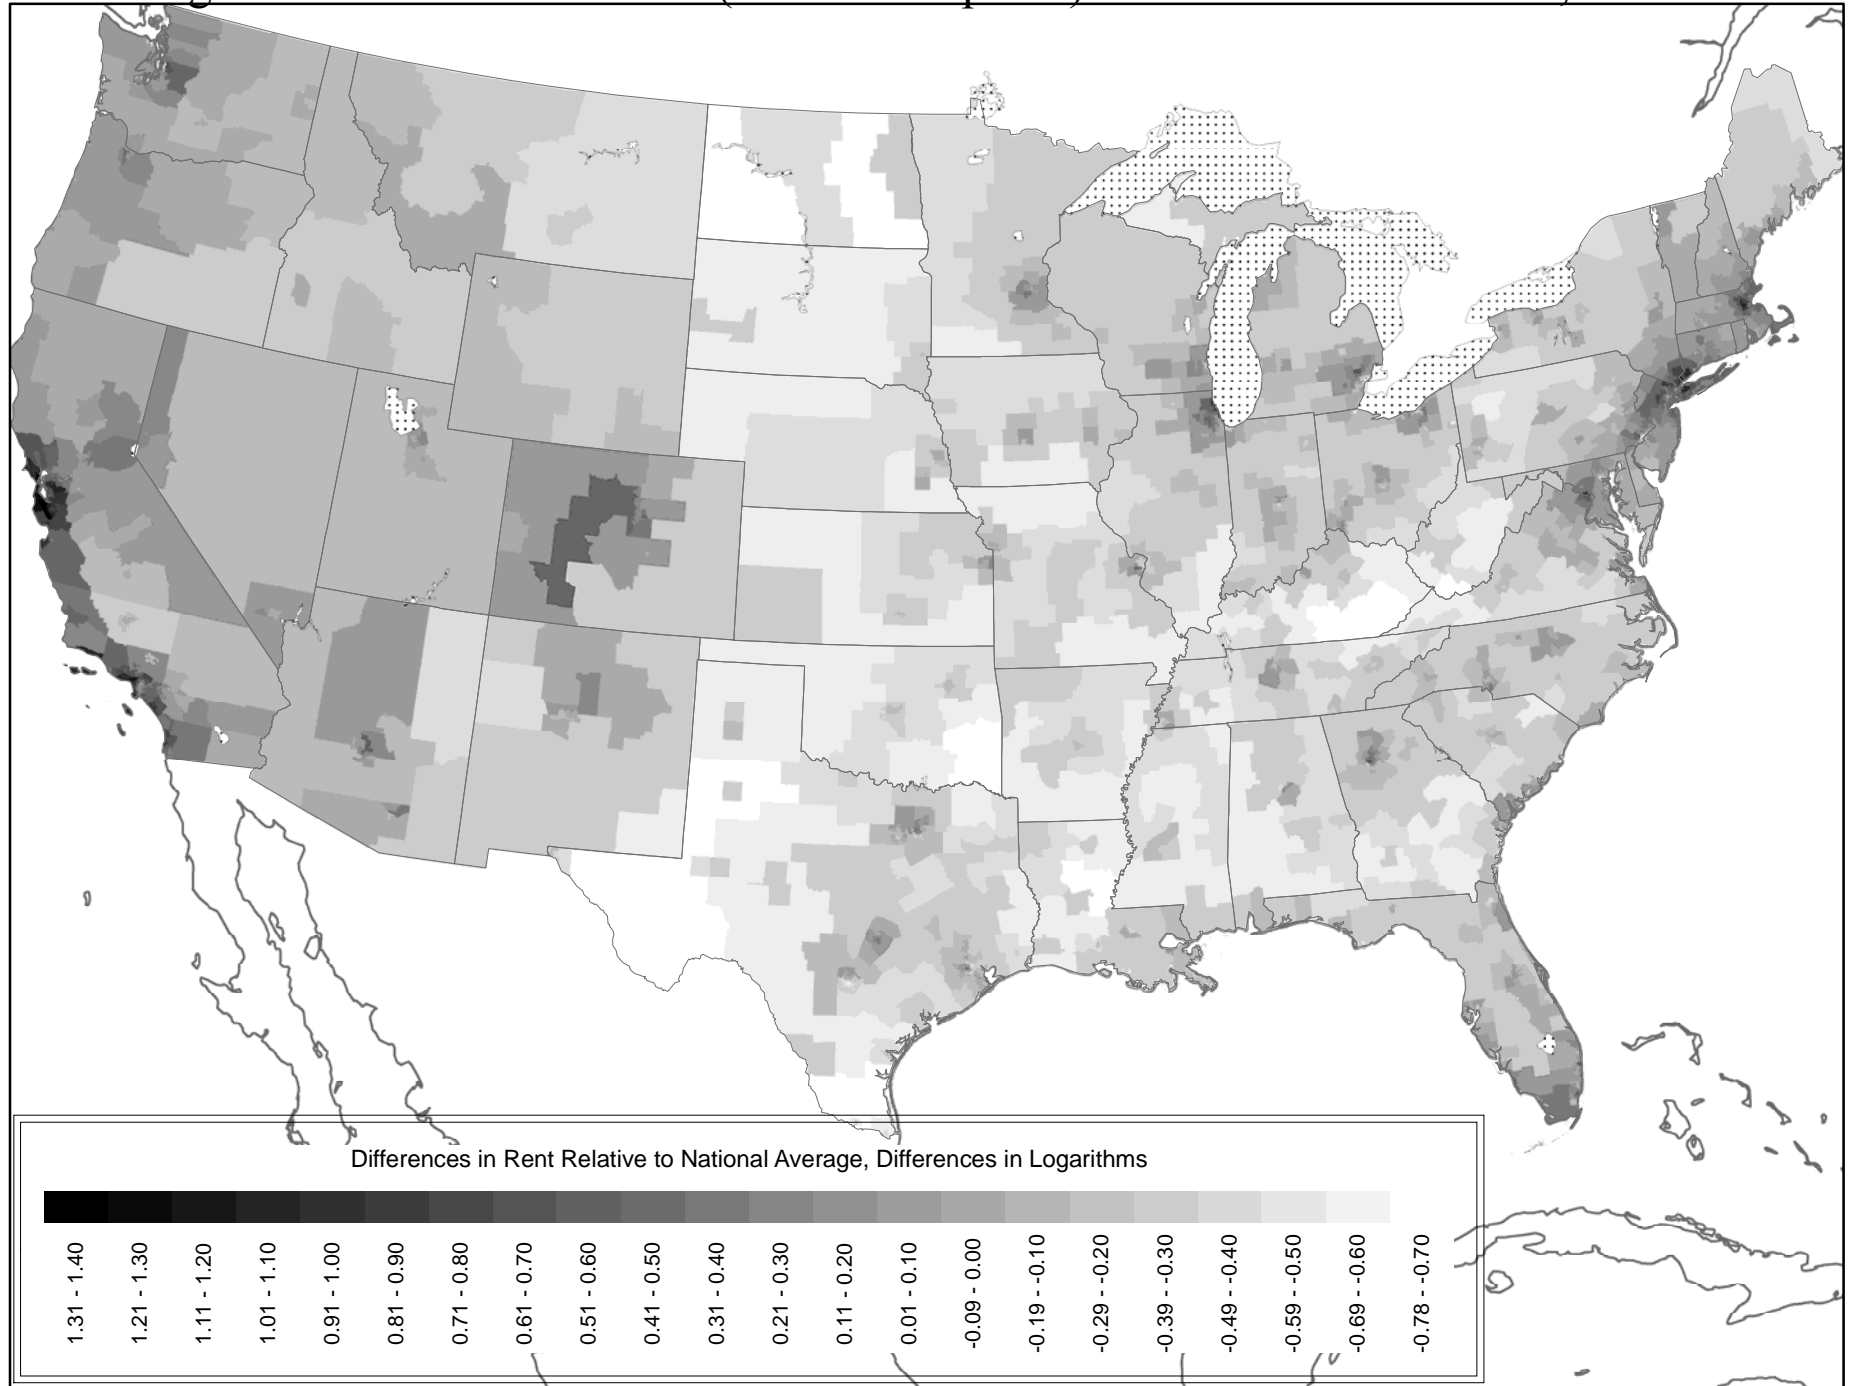 Differences in Rent Relative to National Average, Differences in Logarithms
1.31 - 1.40
1.21 - 1.30
1.11 - 1.20
1.01 - 1.10
0.91 - 1.00
0.81 - 0.90
0.71 - 0.80
0.61 - 0.70
0.51 - 0.60
0.41 - 0.50
0.31 - 0.40
0.21 - 0.30
0.11 - 0.20
0.01 - 0.10
-0.09 - 0.00
-0.19 - -0.10
-0.29 - -0.20
-0.39 - -0.30
-0.49 - -0.40
-0.59 - -0.50
-0.69 - -0.60
-0.78 - -0.70